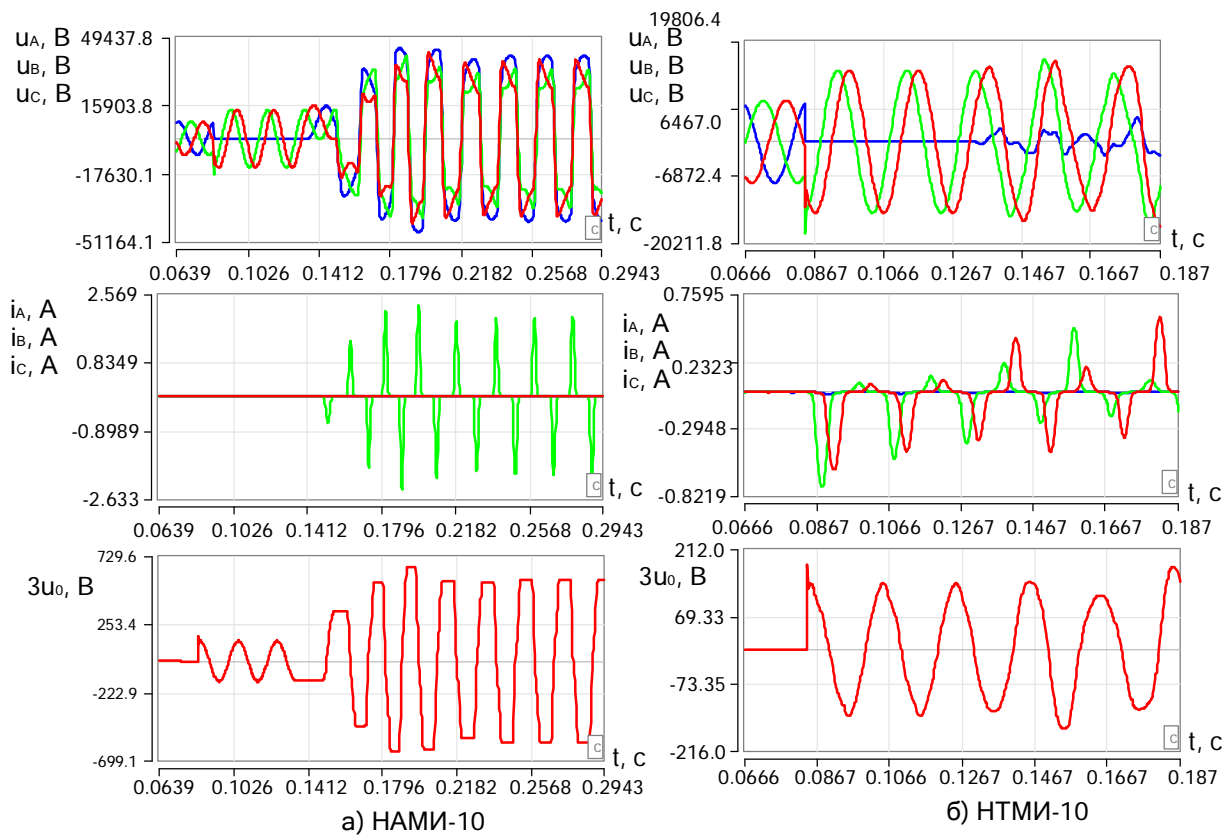 19806.4
49437.8
uA, В
uB, В
uC, В
15903.8
-17630.1
-51164.1
с
t, с
0.0639 0.1026 0.1412 0.1796 0.2182 0.2568 0.2943
uA, В
uB, В
uC, В
6467.0
-6872.4
-20211.8
с
t, с
0.0666 0.0867 0.1066 0.1267 0.1467 0.1667 0.187
2.569
iA, А
iB, А
iC, А
0.8349
-0.8989
-2.633
с
t, с
0.0639 0.1026 0.1412 0.1796 0.2182 0.2568 0.2943
0.7595
iA, А
iB, А
iC, А
0.2323
-0.2948
-0.8219
с
t, с
0.0666 0.0867 0.1066 0.1267 0.1467 0.1667 0.187
729.6
3u0, В
253.4
-222.9
-699.1
с
t, с
0.0639 0.1026 0.1412 0.1796 0.2182 0.2568 0.2943
а) НАМИ-10
212.0
3u0, В
69.33
-73.35
-216.0
с
t, с
0.0666 0.0867 0.1066 0.1267 0.1467 0.1667 0.187
б) НТМИ-10